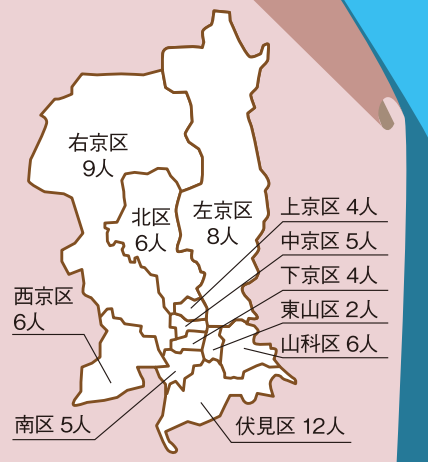 右京区
9人
北区
6人
左京区
8人
上京区 4人
中京区 5人
下京区 4人
東山区 2人
山科区 6人
西京区
6人
南区 5人
伏見区 12人